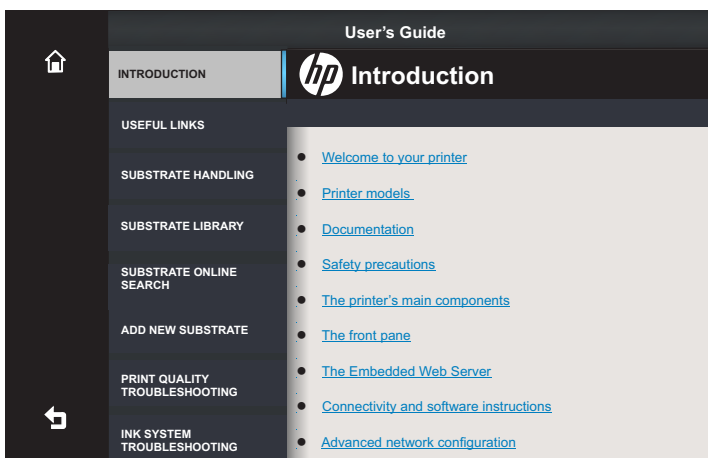 User’s Guide
INTRODUCTION
hp Introduction
USEFUL LINKS
SUBSTRATE HANDLING
SUBSTRATE LIBRARY
SUBSTRATE ONLINE
SEARCH
ADD NEW SUBSTRATE
PRINT QUALITY
TROUBLESHOOTING
INK SYSTEM
TROUBLESHOOTING
Welcome to your printer
Printer models
Documentation
Safety precautions
The printer’s main components
The front pane
The Embedded Web Server
Connectivity and software instructions
Advanced network configuration